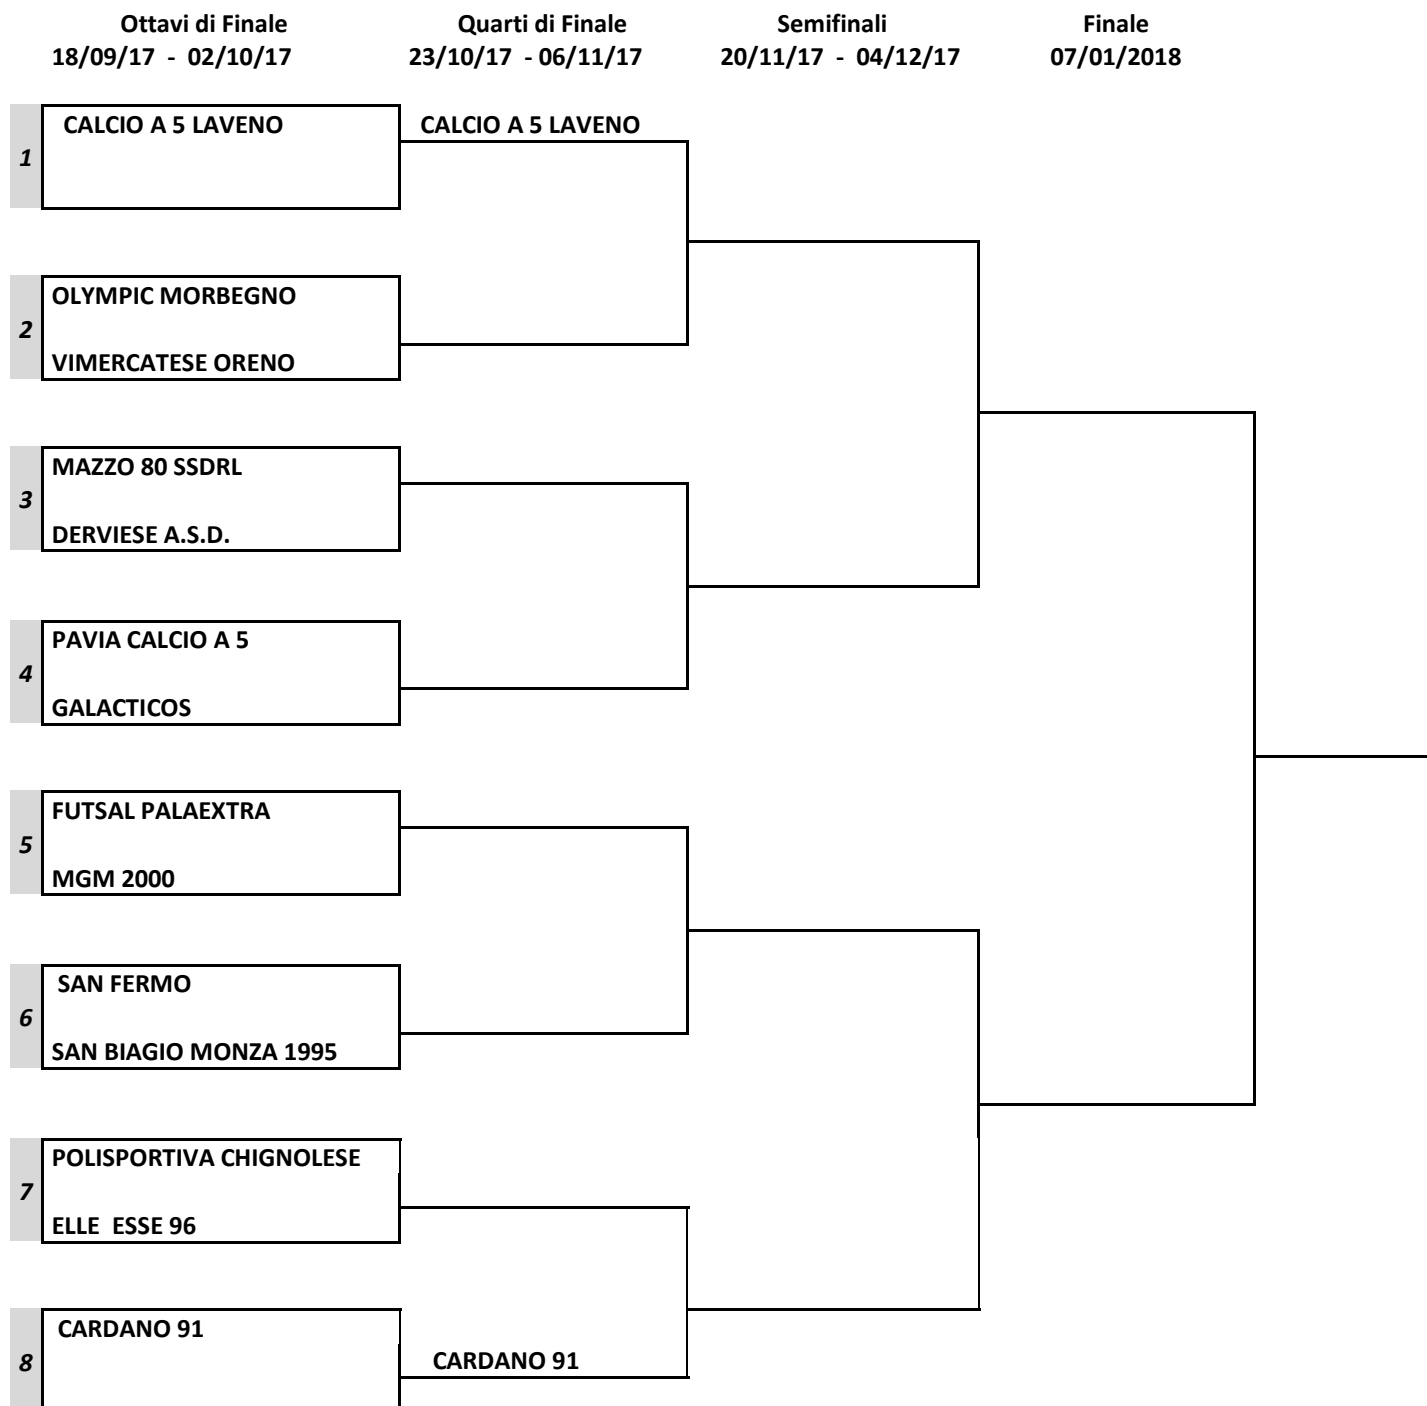 Ottavi di Finale Quarti di Finale Semifinali Finale
18/09/17 - 02/10/17 23/10/17 - 06/11/17 20/11/17 - 04/12/17 07/01/2018
CALCIO A 5 LAVENO CALCIO A 5 LAVENO
1
OLYMPIC MORBEGNO
2
VIMERCATESE ORENO
MAZZO 80 SSDRL
3
DERVIESE A.S.D.
PAVIA CALCIO A 5
4
GALACTICOS
FUTSAL PALAEXTRA
5
MGM 2000
SAN FERMO
6
SAN BIAGIO MONZA 1995
POLISPORTIVA CHIGNOLESE
7
ELLE ESSE 96
CARDANO 91
8 CARDANO 91